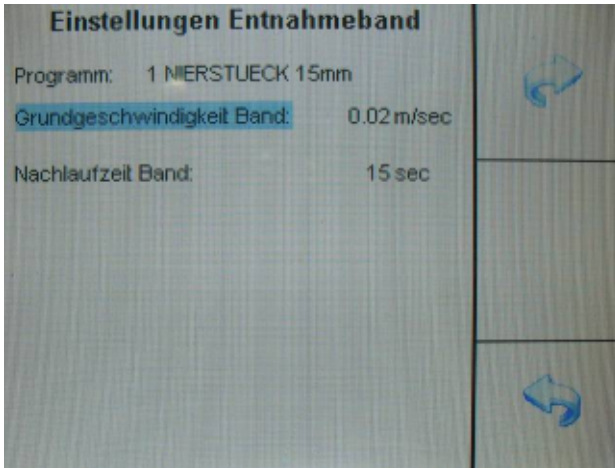 Einstellungen Entnahmeband
Programm: 1 NIERSTUECK 15mm
Grundgeschwindigkeit Band: 0.02 m/sec
Nachlaufzeit Band: 15 sec